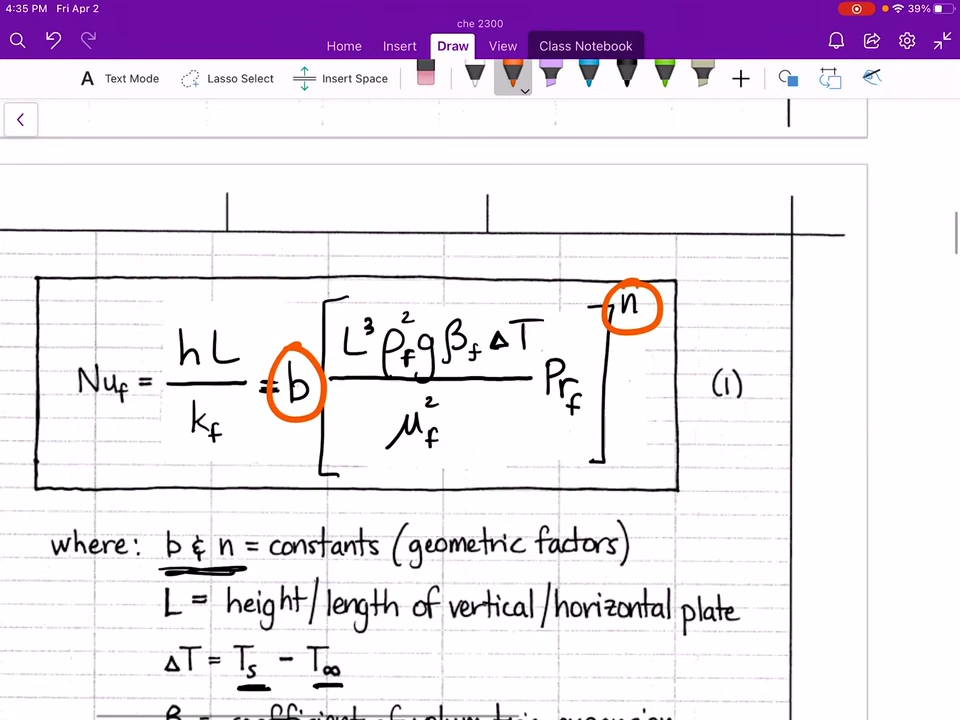 4:35 PM Fri Apr 2 39%
che 2300
Home Insert Draw View Class Notebook
A Text Mode Lasso Select Insert Space
Nu_f = hL / k_f = b [ L³ ρ_f² g β_f ΔT / μ_f² Pr_f ]ⁿ (1)
where: b & n = constants (geometric factors)
L = height/length of vertical/horizontal plate
ΔT = T_s - T_∞